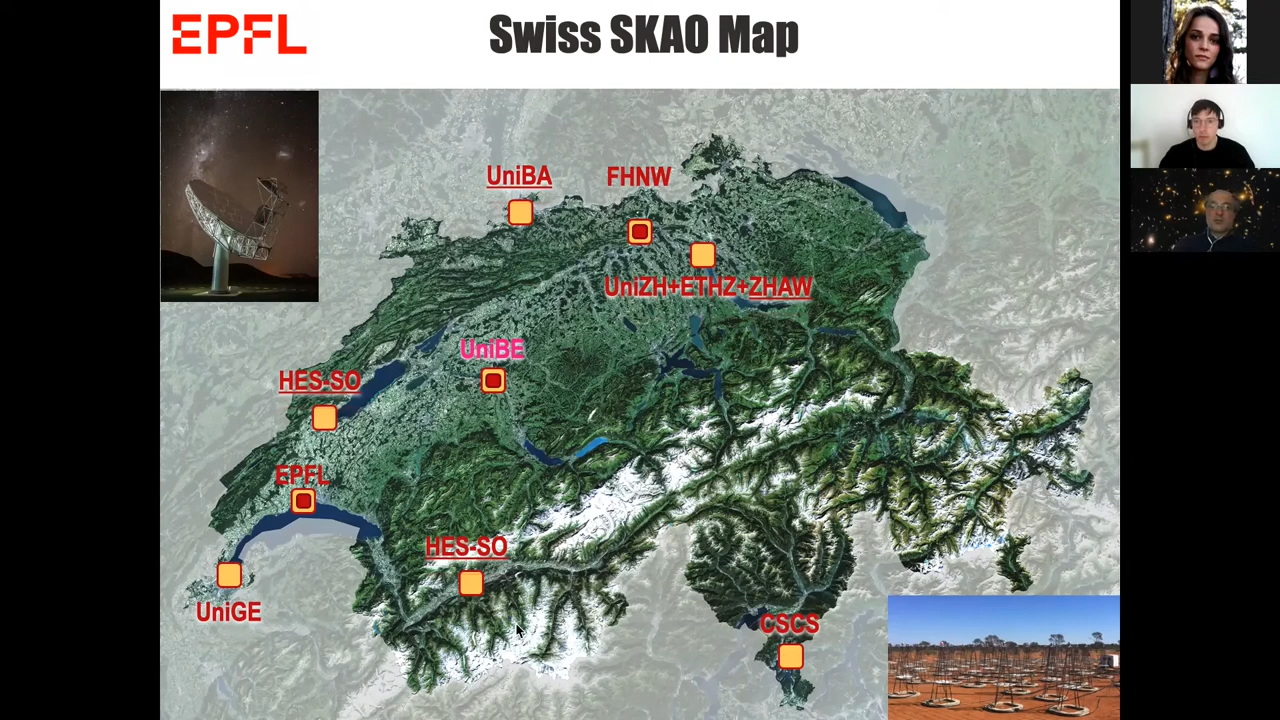 EPFL
Swiss SKAO Map
UniBA
FHNW
UniZH+ETHZ+ZHAW
UniBE
HES-SO
EPFL
HES-SO
UniGE
CSCS